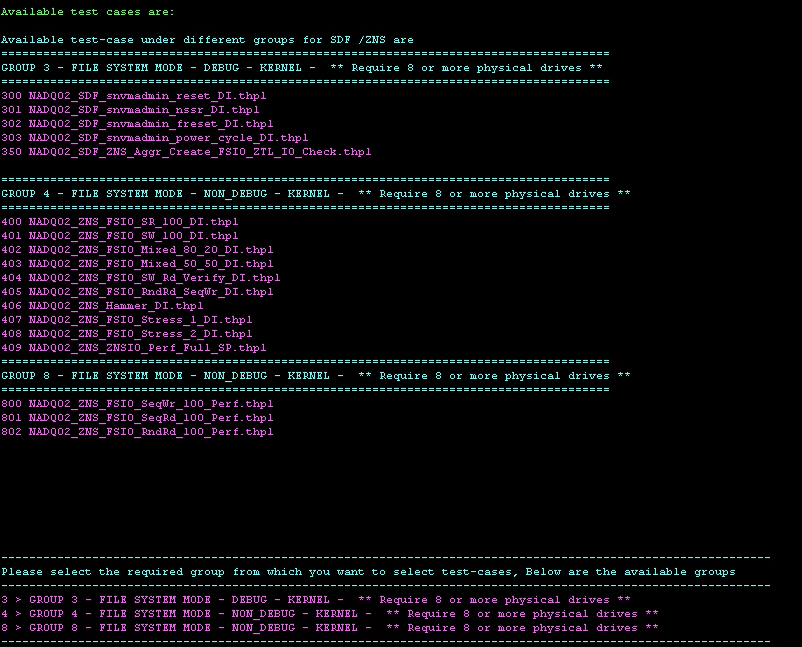 Available test cases are:
Available test-case under different groups for SDF /ZNS are
=======================================================================================
GROUP 3 - FILE SYSTEM MODE - DEBUG - KERNEL -  ** Require 8 or more physical drives **
=======================================================================================
300 NADQ02_SDF_snvmadmin_reset_DI.thpl
301 NADQ02_SDF_snvmadmin_nssr_DI.thpl
302 NADQ02_SDF_snvmadmin_freset_DI.thpl
303 NADQ02_SDF_snvmadmin_power_cycle_DI.thpl
350 NADQ02_SDF_ZNS_Aggr_Create_FSIO_ZTL_IO_Check.thpl
=======================================================================================
GROUP 4 - FILE SYSTEM MODE - NON_DEBUG - KERNEL -  ** Require 8 or more physical drives **
=======================================================================================
400 NADQ02_ZNS_FSIO_SR_100_DI.thpl
401 NADQ02_ZNS_FSIO_SW_100_DI.thpl
402 NADQ02_ZNS_FSIO_Mixed_80_20_DI.thpl
403 NADQ02_ZNS_FSIO_Mixed_50_50_DI.thpl
404 NADQ02_ZNS_FSIO_SW_Rd_Verify_DI.thpl
405 NADQ02_ZNS_FSIO_RndRd_SeqWr_DI.thpl
406 NADQ02_ZNS_Hammer_DI.thpl
407 NADQ02_ZNS_FSIO_Stress_1_DI.thpl
408 NADQ02_ZNS_FSIO_Stress_2_DI.thpl
409 NADQ02_ZNS_ZNSIO_Perf_Full_SP.thpl
=======================================================================================
GROUP 8 - FILE SYSTEM MODE - NON_DEBUG - KERNEL -  ** Require 8 or more physical drives **
=======================================================================================
800 NADQ02_ZNS_FSIO_SeqWr_100_Perf.thpl
801 NADQ02_ZNS_FSIO_SeqRd_100_Perf.thpl
802 NADQ02_ZNS_FSIO_RndRd_100_Perf.thpl
--------------------------------------------------------------------------------------------------------------
Please select the required group from which you want to select test-cases, Below are the available groups
--------------------------------------------------------------------------------------------------------------
3 > GROUP 3 - FILE SYSTEM MODE - DEBUG - KERNEL -  ** Require 8 or more physical drives **
4 > GROUP 4 - FILE SYSTEM MODE - NON_DEBUG - KERNEL -  ** Require 8 or more physical drives **
8 > GROUP 8 - FILE SYSTEM MODE - NON_DEBUG - KERNEL -  ** Require 8 or more physical drives **
--------------------------------------------------------------------------------------------------------------